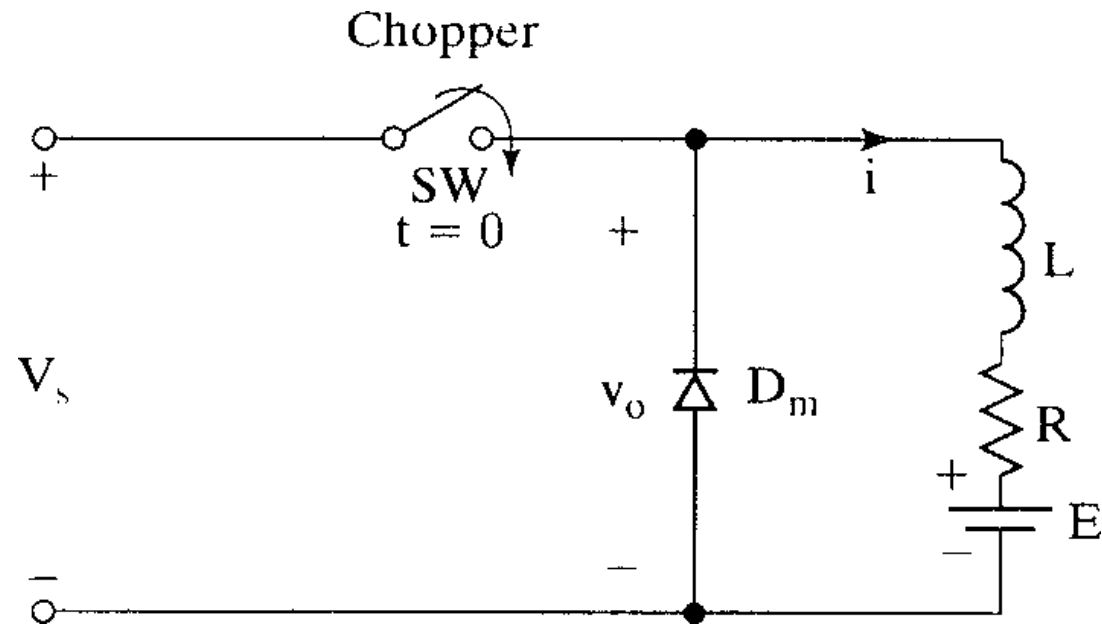 Chopper
+
SW
t = 0
i
+
L
V_s
v_o
D_m
R
+
E
−
−
−